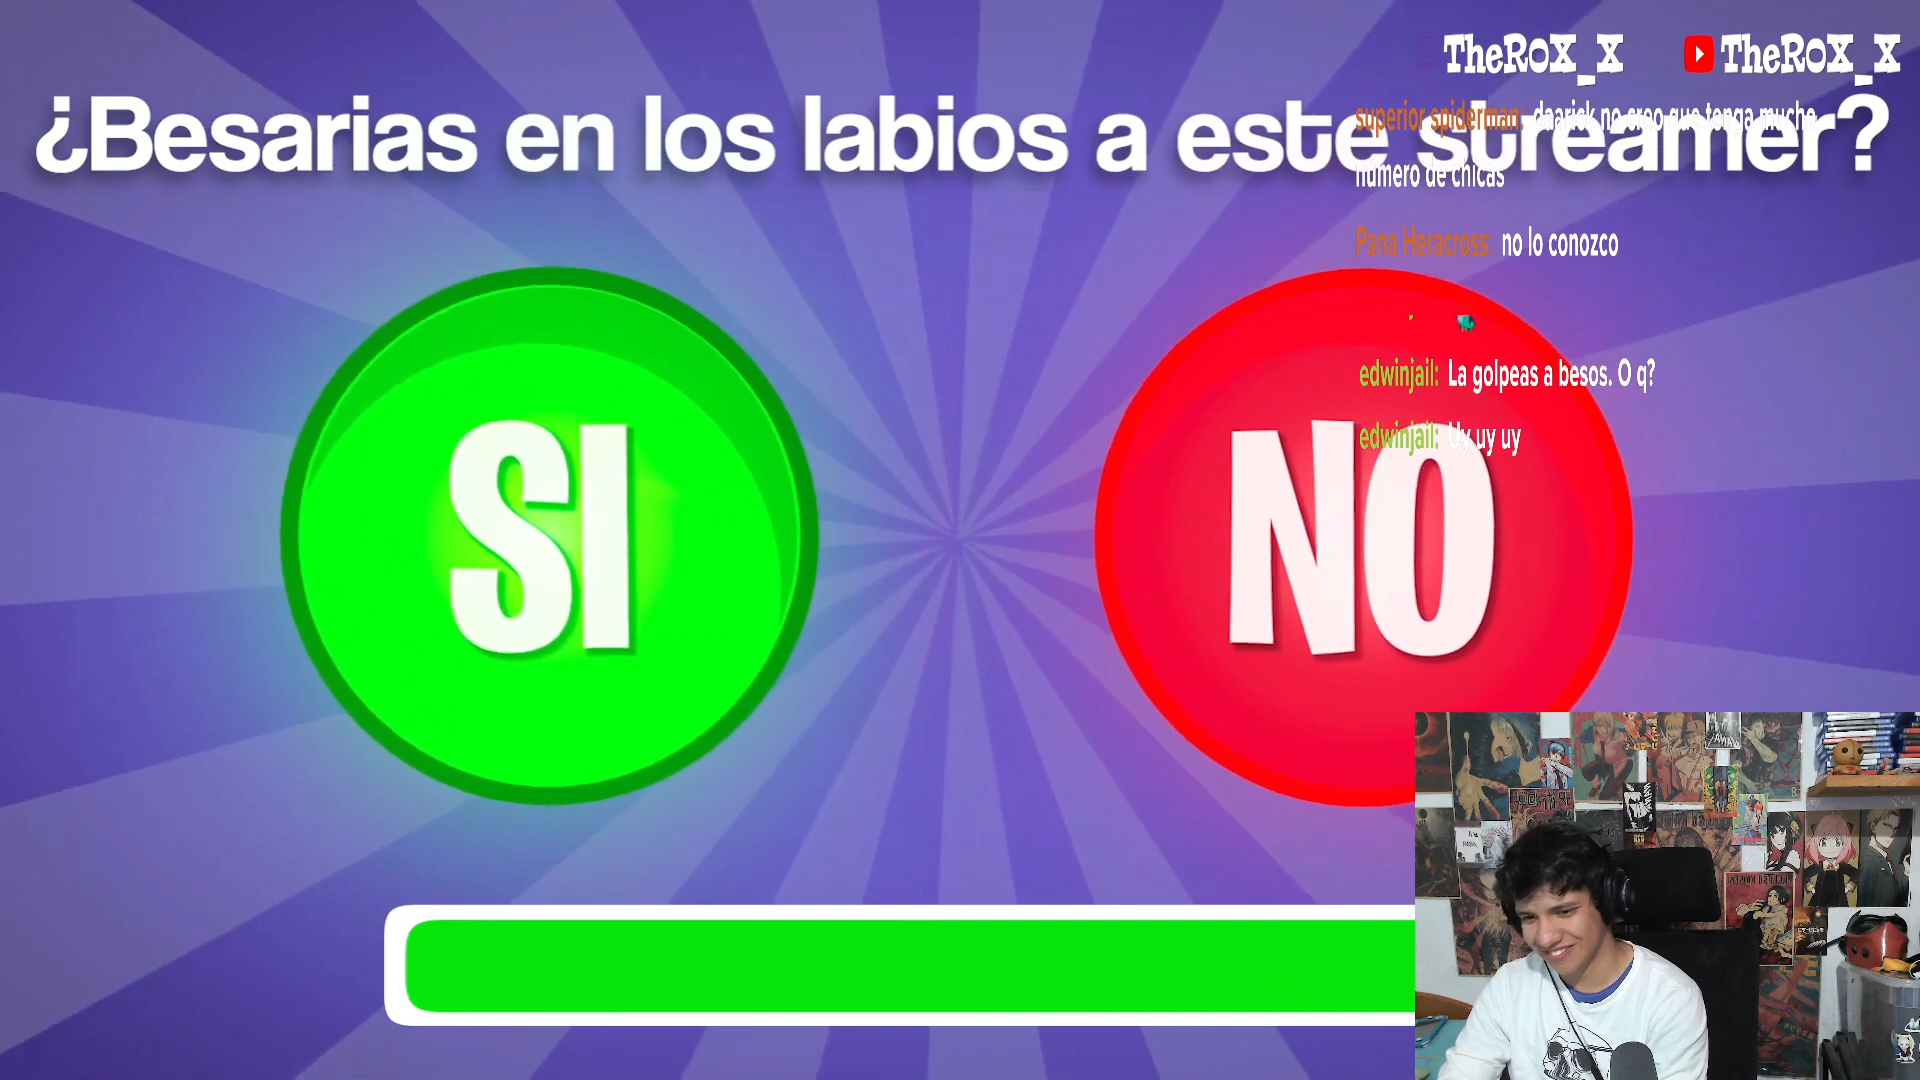 TheRoX_X TheRoX_X
¿Besarias en los labios a este streamer?
superior spiderman: daarick no creo que tenga mucho
numero de chicas
Pana Heracross: no lo conozco
edwinjail: La golpeas a besos. O q?
edwinjail: Uy uy uy
SI
NO